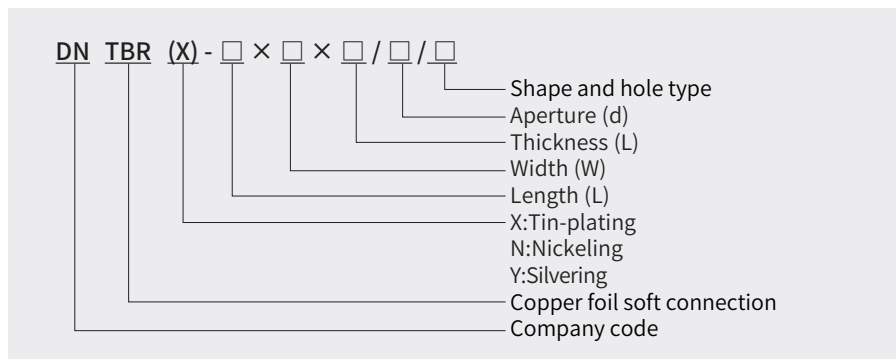 DN TBR (X) - □ × □ × □ / □ / □
Shape and hole type
Aperture (d)
Thickness (L)
Width (W)
Length (L)
X:Tin-plating
N:Nickeling
Y:Silvering
Copper foil soft connection
Company code